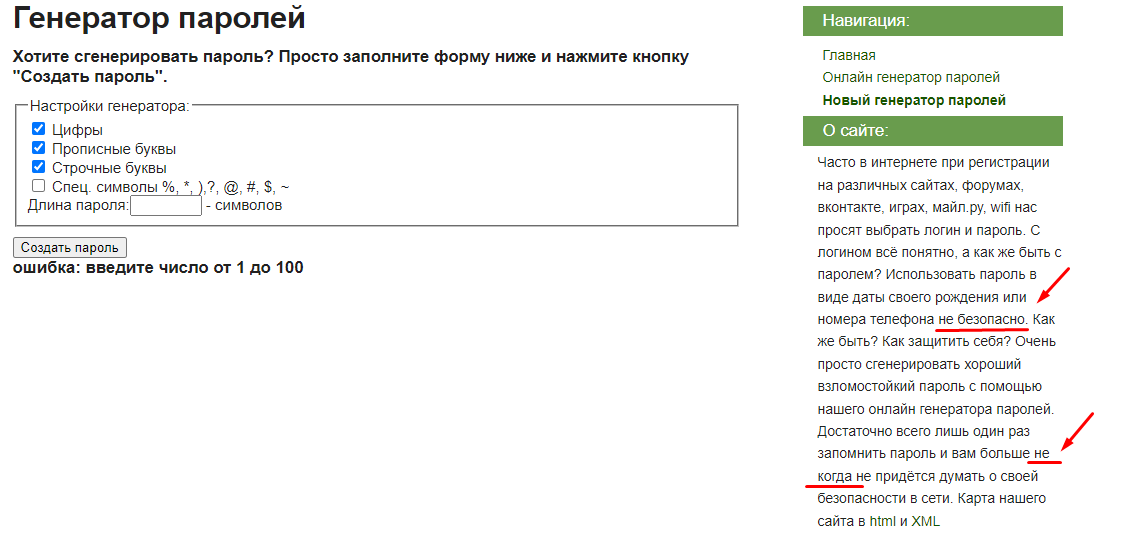 Генератор паролей
Хотите сгенерировать пароль? Просто заполните форму ниже и нажмите кнопку
"Создать пароль".
Настройки генератора:
Цифры
Прописные буквы
Строчные буквы
Спец. символы %, *, ),?, @, #, $, ~
Длина пароля: - символов
Создать пароль
ошибка: введите число от 1 до 100
Навигация:
Главная
Онлайн генератор паролей
Новый генератор паролей
О сайте:
Часто в интернете при регистрации
на различных сайтах, форумах,
вконтакте, играх, майл.ру, wifi нас
просят выбрать логин и пароль. С
логином всё понятно, а как же быть с
паролем? Использовать пароль в
виде даты своего рождения или
номера телефона не безопасно. Как
же быть? Как защитить себя? Очень
просто сгенерировать хороший
взломостойкий пароль с помощью
нашего онлайн генератора паролей.
Достаточно всего лишь один раз
запомнить пароль и вам больше не
когда не придётся думать о своей
безопасности в сети. Карта нашего
сайта в html и XML